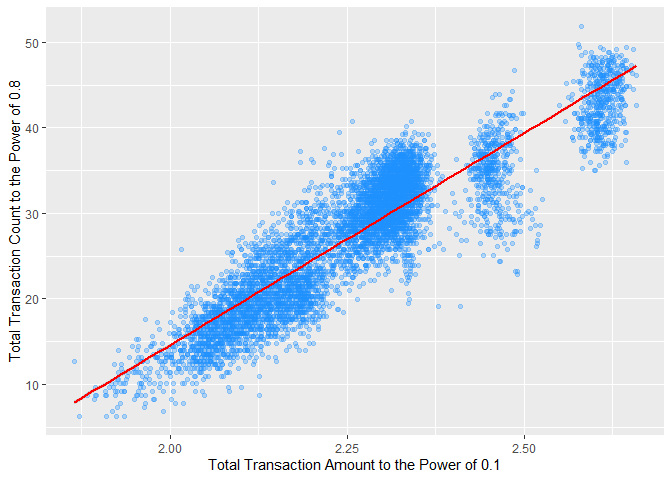 50
40
30
20
10
Total Transaction Count to the Power of 0.8
2.00 2.25 2.50
Total Transaction Amount to the Power of 0.1